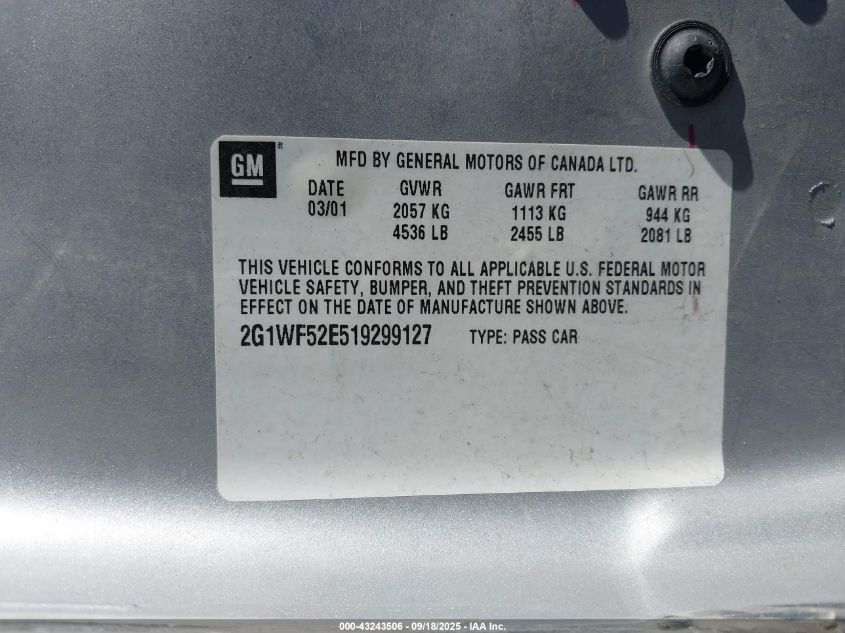 GM®
MFD BY GENERAL MOTORS OF CANADA LTD.
DATE GVWR GAWR FRT GAWR RR
03/01 2057 KG 1113 KG 944 KG
4536 LB 2455 LB 2081 LB
THIS VEHICLE CONFORMS TO ALL APPLICABLE U.S. FEDERAL MOTOR
VEHICLE SAFETY, BUMPER, AND THEFT PREVENTION STANDARDS IN
EFFECT ON THE DATE OF MANUFACTURE SHOWN ABOVE.
2G1WF52E519299127 TYPE: PASS CAR
000-43243506 - 09/18/2025 - IAA Inc.